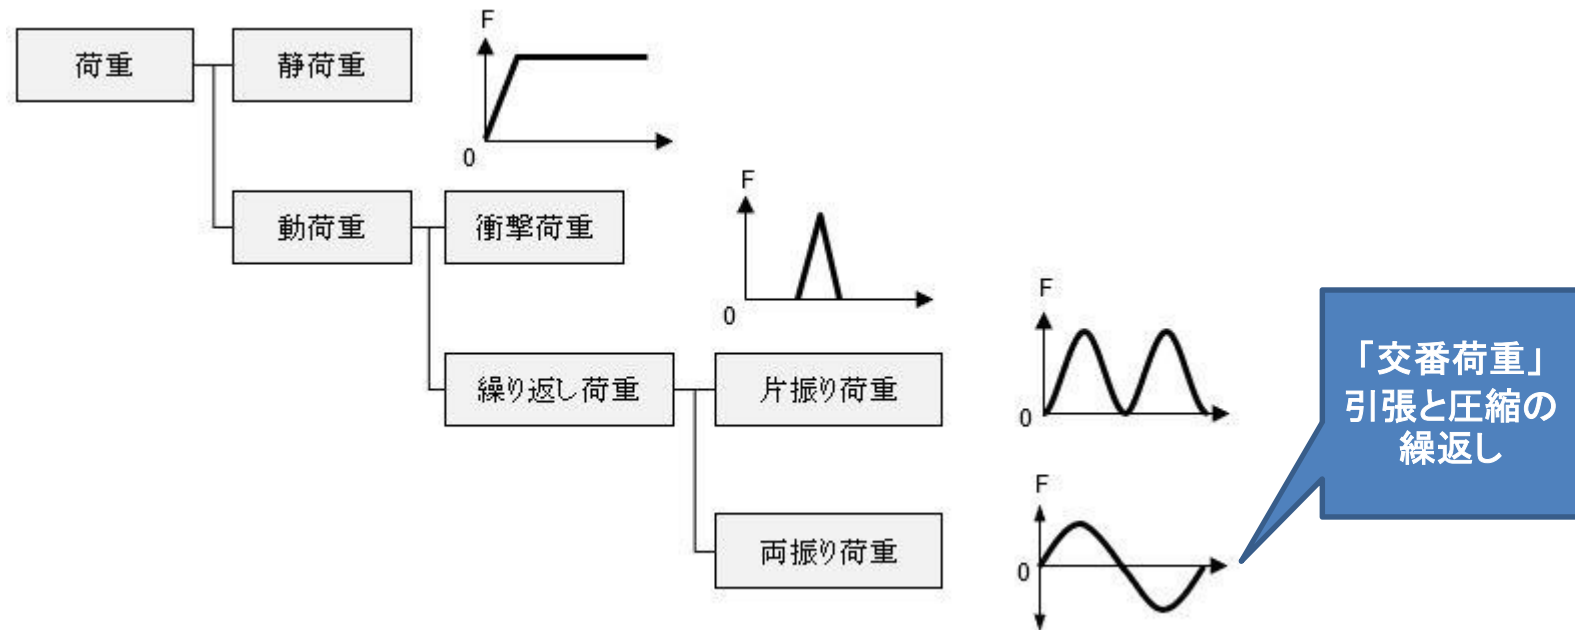 荷重
静荷重
F
0
動荷重
衝撃荷重
F
0
繰り返し荷重
片振り荷重
F
0
「交番荷重」
引張と圧縮の
繰返し
両振り荷重
F
0